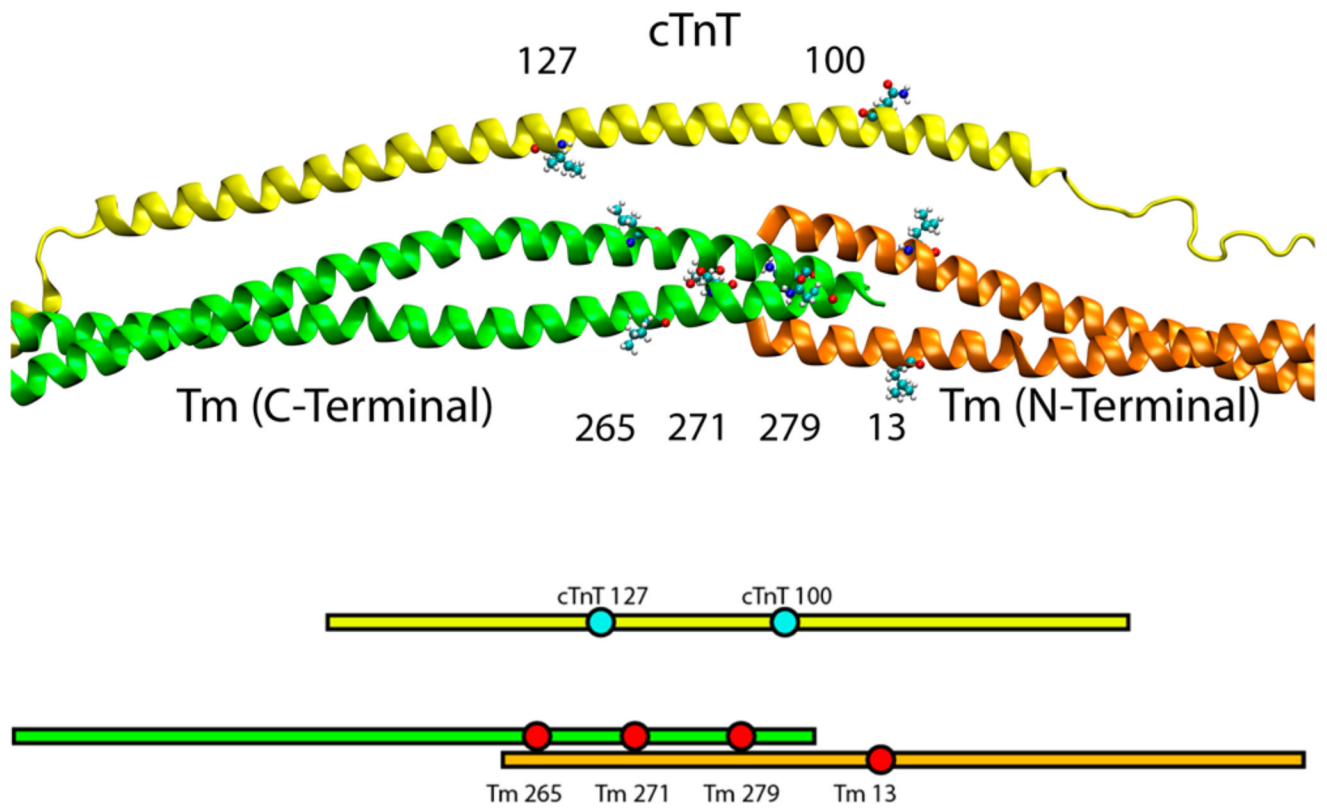 cTnT
127 100
Tm (C-Terminal) Tm (N-Terminal)
265 271 279 13
cTnT 127 cTnT 100
Tm 265 Tm 271 Tm 279 Tm 13